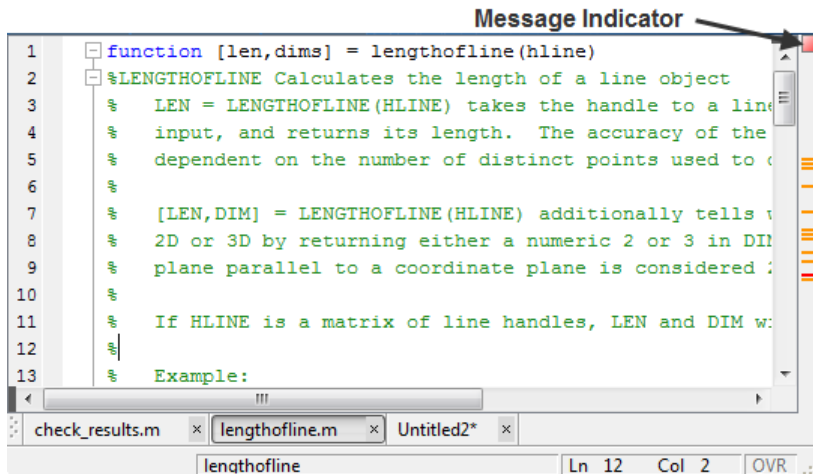 Message Indicator
1 function [len,dims] = lengthofline(hline)
2 %LENGTHOFLINE Calculates the length of a line object
3 % LEN = LENGTHOFLINE(HLINE) takes the handle to a line
4 % input, and returns its length. The accuracy of the
5 % dependent on the number of distinct points used to
6 %
7 % [LEN,DIM] = LENGTHOFLINE(HLINE) additionally tells
8 % 2D or 3D by returning either a numeric 2 or 3 in
9 % plane parallel to a coordinate plane is considered
10 %
11 % If HLINE is a matrix of line handles, LEN and DIM
12 %
13 % Example:
check_results.m × lengthofline.m × Untitled2* ×
lengthofline Ln 12 Col 2 OVR